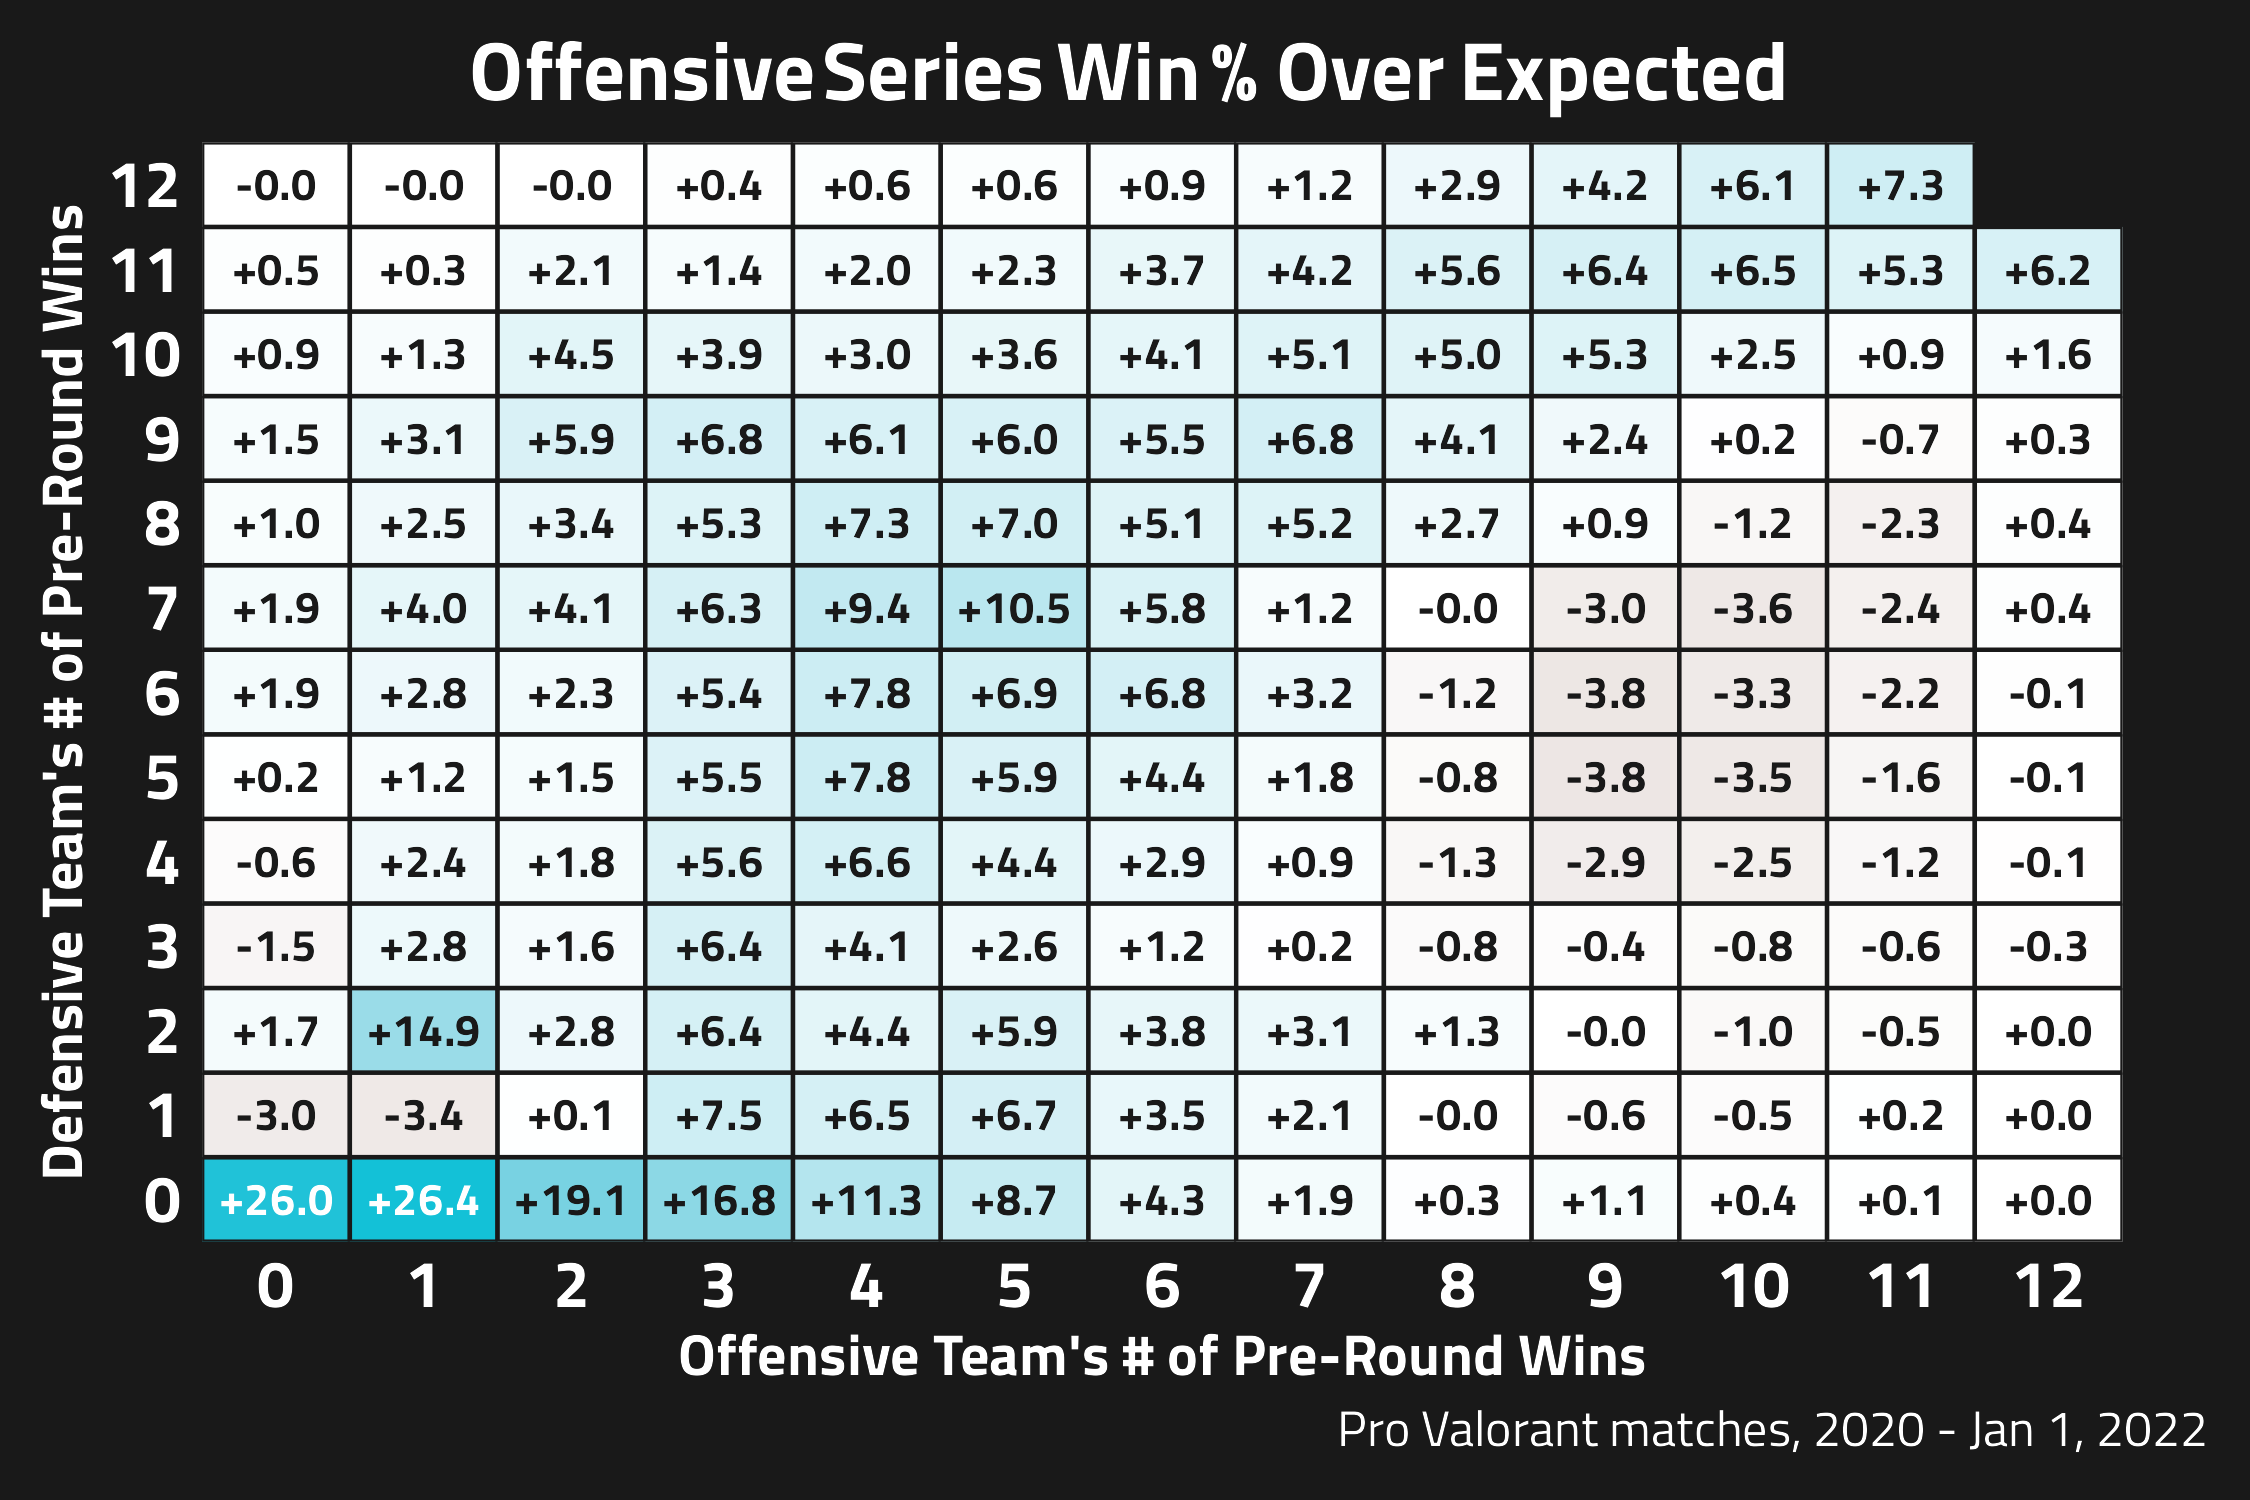 Offensive Series Win % Over Expected
Defensive Team's # of Pre-Round Wins
12 -0.0 -0.0 -0.0 +0.4 +0.6 +0.6 +0.9 +1.2 +2.9 +4.2 +6.1 +7.3
11 +0.5 +0.3 +2.1 +1.4 +2.0 +2.3 +3.7 +4.2 +5.6 +6.4 +6.5 +5.3 +6.2
10 +0.9 +1.3 +4.5 +3.9 +3.0 +3.6 +4.1 +5.1 +5.0 +5.3 +2.5 +0.9 +1.6
9 +1.5 +3.1 +5.9 +6.8 +6.1 +6.0 +5.5 +6.8 +4.1 +2.4 +0.2 -0.7 +0.3
8 +1.0 +2.5 +3.4 +5.3 +7.3 +7.0 +5.1 +5.2 +2.7 +0.9 -1.2 -2.3 +0.4
7 +1.9 +4.0 +4.1 +6.3 +9.4 +10.5 +5.8 +1.2 -0.0 -3.0 -3.6 -2.4 +0.4
6 +1.9 +2.8 +2.3 +5.4 +7.8 +6.9 +6.8 +3.2 -1.2 -3.8 -3.3 -2.2 -0.1
5 +0.2 +1.2 +1.5 +5.5 +7.8 +5.9 +4.4 +1.8 -0.8 -3.8 -3.5 -1.6 -0.1
4 -0.6 +2.4 +1.8 +5.6 +6.6 +4.4 +2.9 +0.9 -1.3 -2.9 -2.5 -1.2 -0.1
3 -1.5 +2.8 +1.6 +6.4 +4.1 +2.6 +1.2 +0.2 -0.8 -0.4 -0.8 -0.6 -0.3
2 +1.7 +14.9 +2.8 +6.4 +4.4 +5.9 +3.8 +3.1 +1.3 -0.0 -1.0 -0.5 +0.0
1 -3.0 -3.4 +0.1 +7.5 +6.5 +6.7 +3.5 +2.1 -0.0 -0.6 -0.5 +0.2 +0.0
0 +26.0 +26.4 +19.1 +16.8 +11.3 +8.7 +4.3 +1.9 +0.3 +1.1 +0.4 +0.1 +0.0
0 1 2 3 4 5 6 7 8 9 10 11 12
Offensive Team's # of Pre-Round Wins
Pro Valorant matches, 2020 - Jan 1, 2022